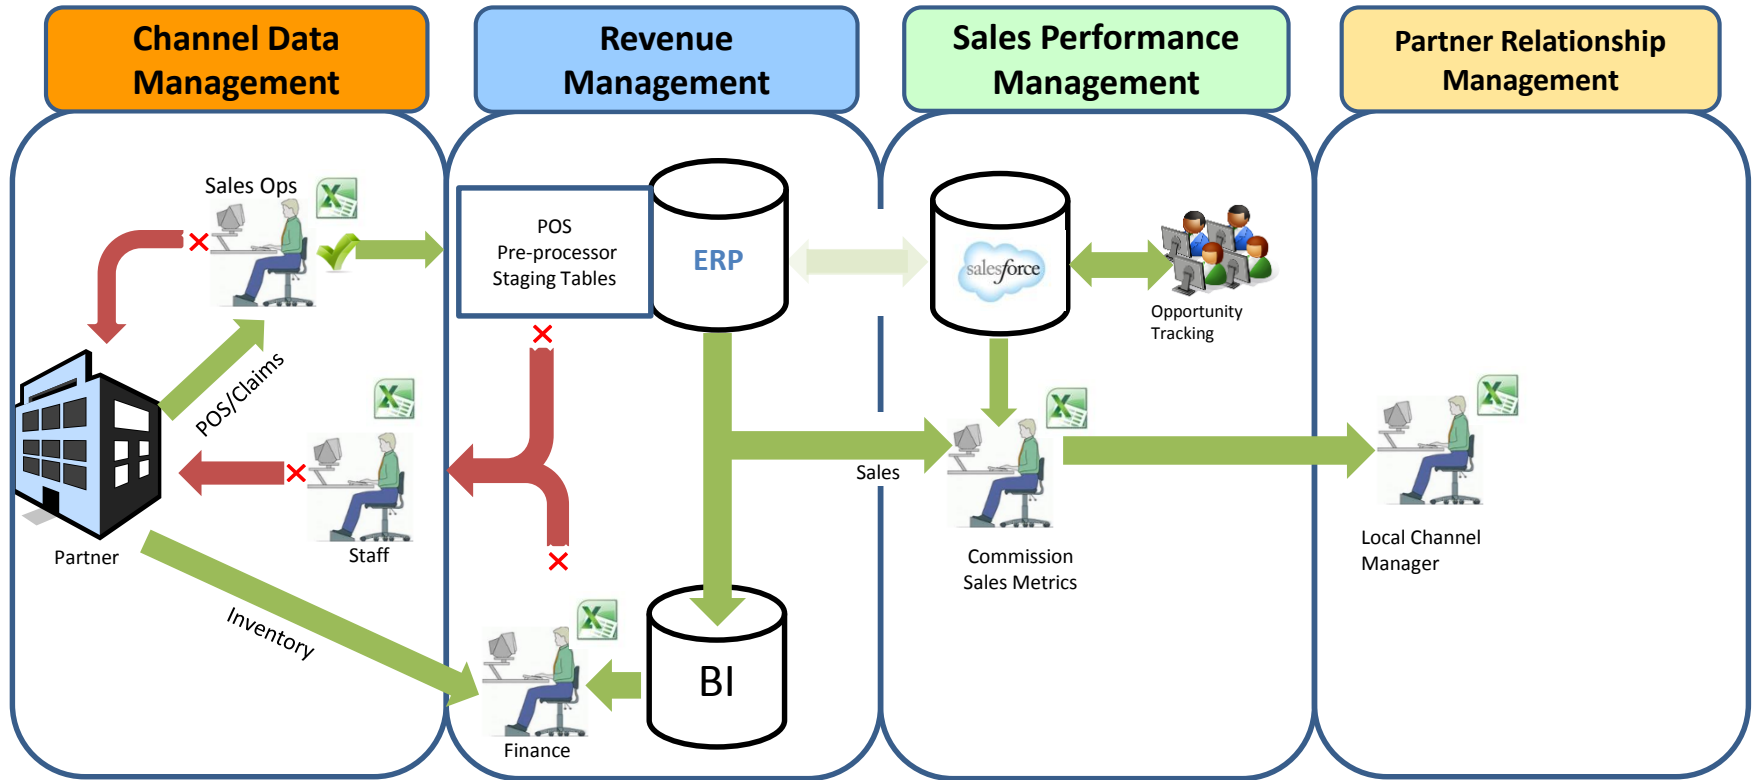 Channel Data
Management
Revenue
Management
Sales Performance
Management
Partner Relationship
Management
Sales Ops
POS/Claims
Partner
Staff
Inventory
POS
Pre-processor
Staging Tables
ERP
Finance
BI
Sales
salesforce
Opportunity
Tracking
Commission
Sales Metrics
Local Channel
Manager